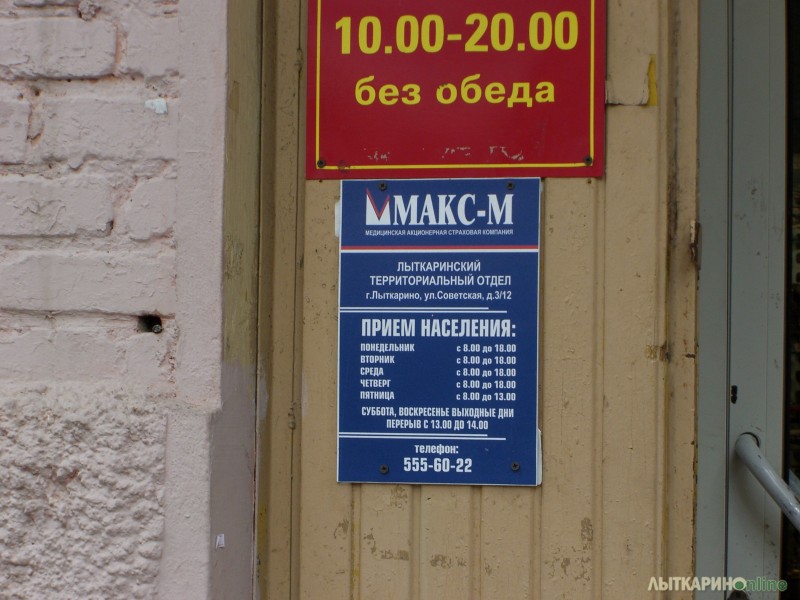 10.00-20.00
без обеда
МАКС-М
МЕДИЦИНСКАЯ АКЦИОНЕРНАЯ СТРАХОВАЯ КОМПАНИЯ
ЛЫТКАРИНСКИЙ
ТЕРРИТОРИАЛЬНЫЙ ОТДЕЛ
г.Лыткарино, ул.Советская, д.3/12
ПРИЕМ НАСЕЛЕНИЯ:
ПОНЕДЕЛЬНИК с 8.00 до 18.00
ВТОРНИК с 8.00 до 18.00
СРЕДА с 8.00 до 18.00
ЧЕТВЕРГ с 8.00 до 18.00
ПЯТНИЦА с 8.00 до 13.00
СУББОТА, ВОСКРЕСЕНЬЕ ВЫХОДНЫЕ ДНИ
ПЕРЕРЫВ С 13.00 ДО 14.00
телефон:
555-60-22
ЛЫТКАРИНОonline